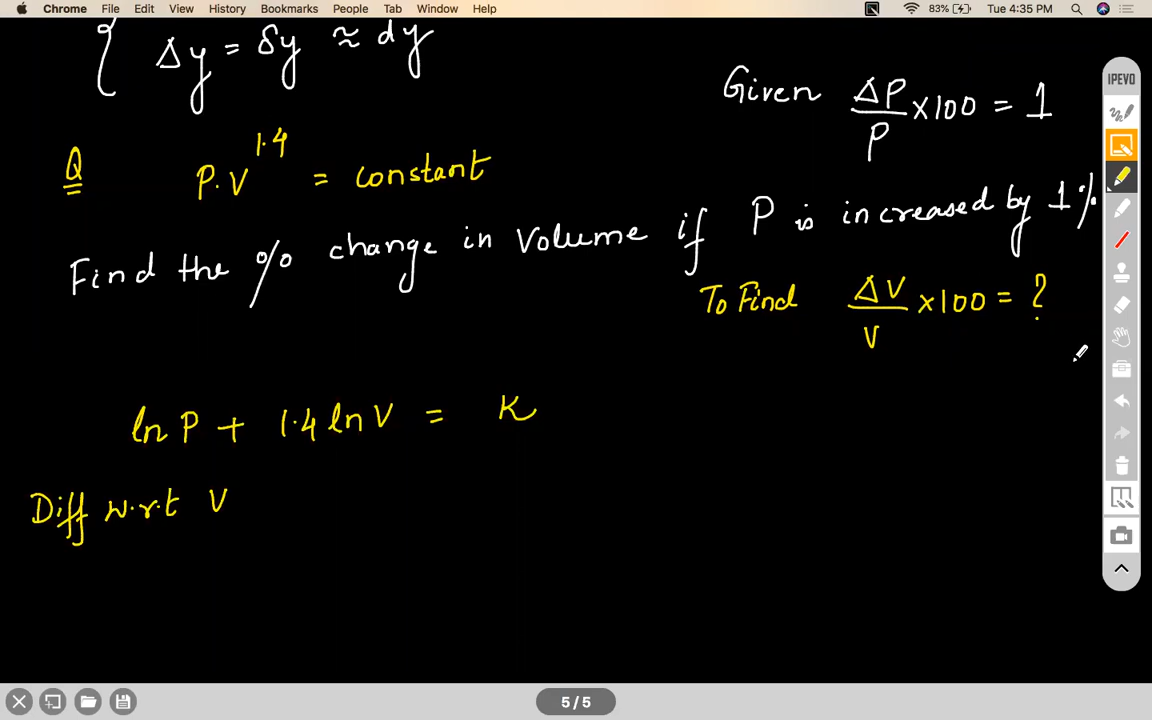 Chrome File Edit View History Bookmarks People Tab Window Help 83% Tue 4:35 PM
Δy = δy ≈ dy
Given ΔP/P × 100 = 1
Q P.V^1.4 = constant
Find the % change in Volume if P is increased by 1%
To Find ΔV/V × 100 = ?
ln P + 1.4 ln V = K
Diff w.r.t V
IPEVO
5/5